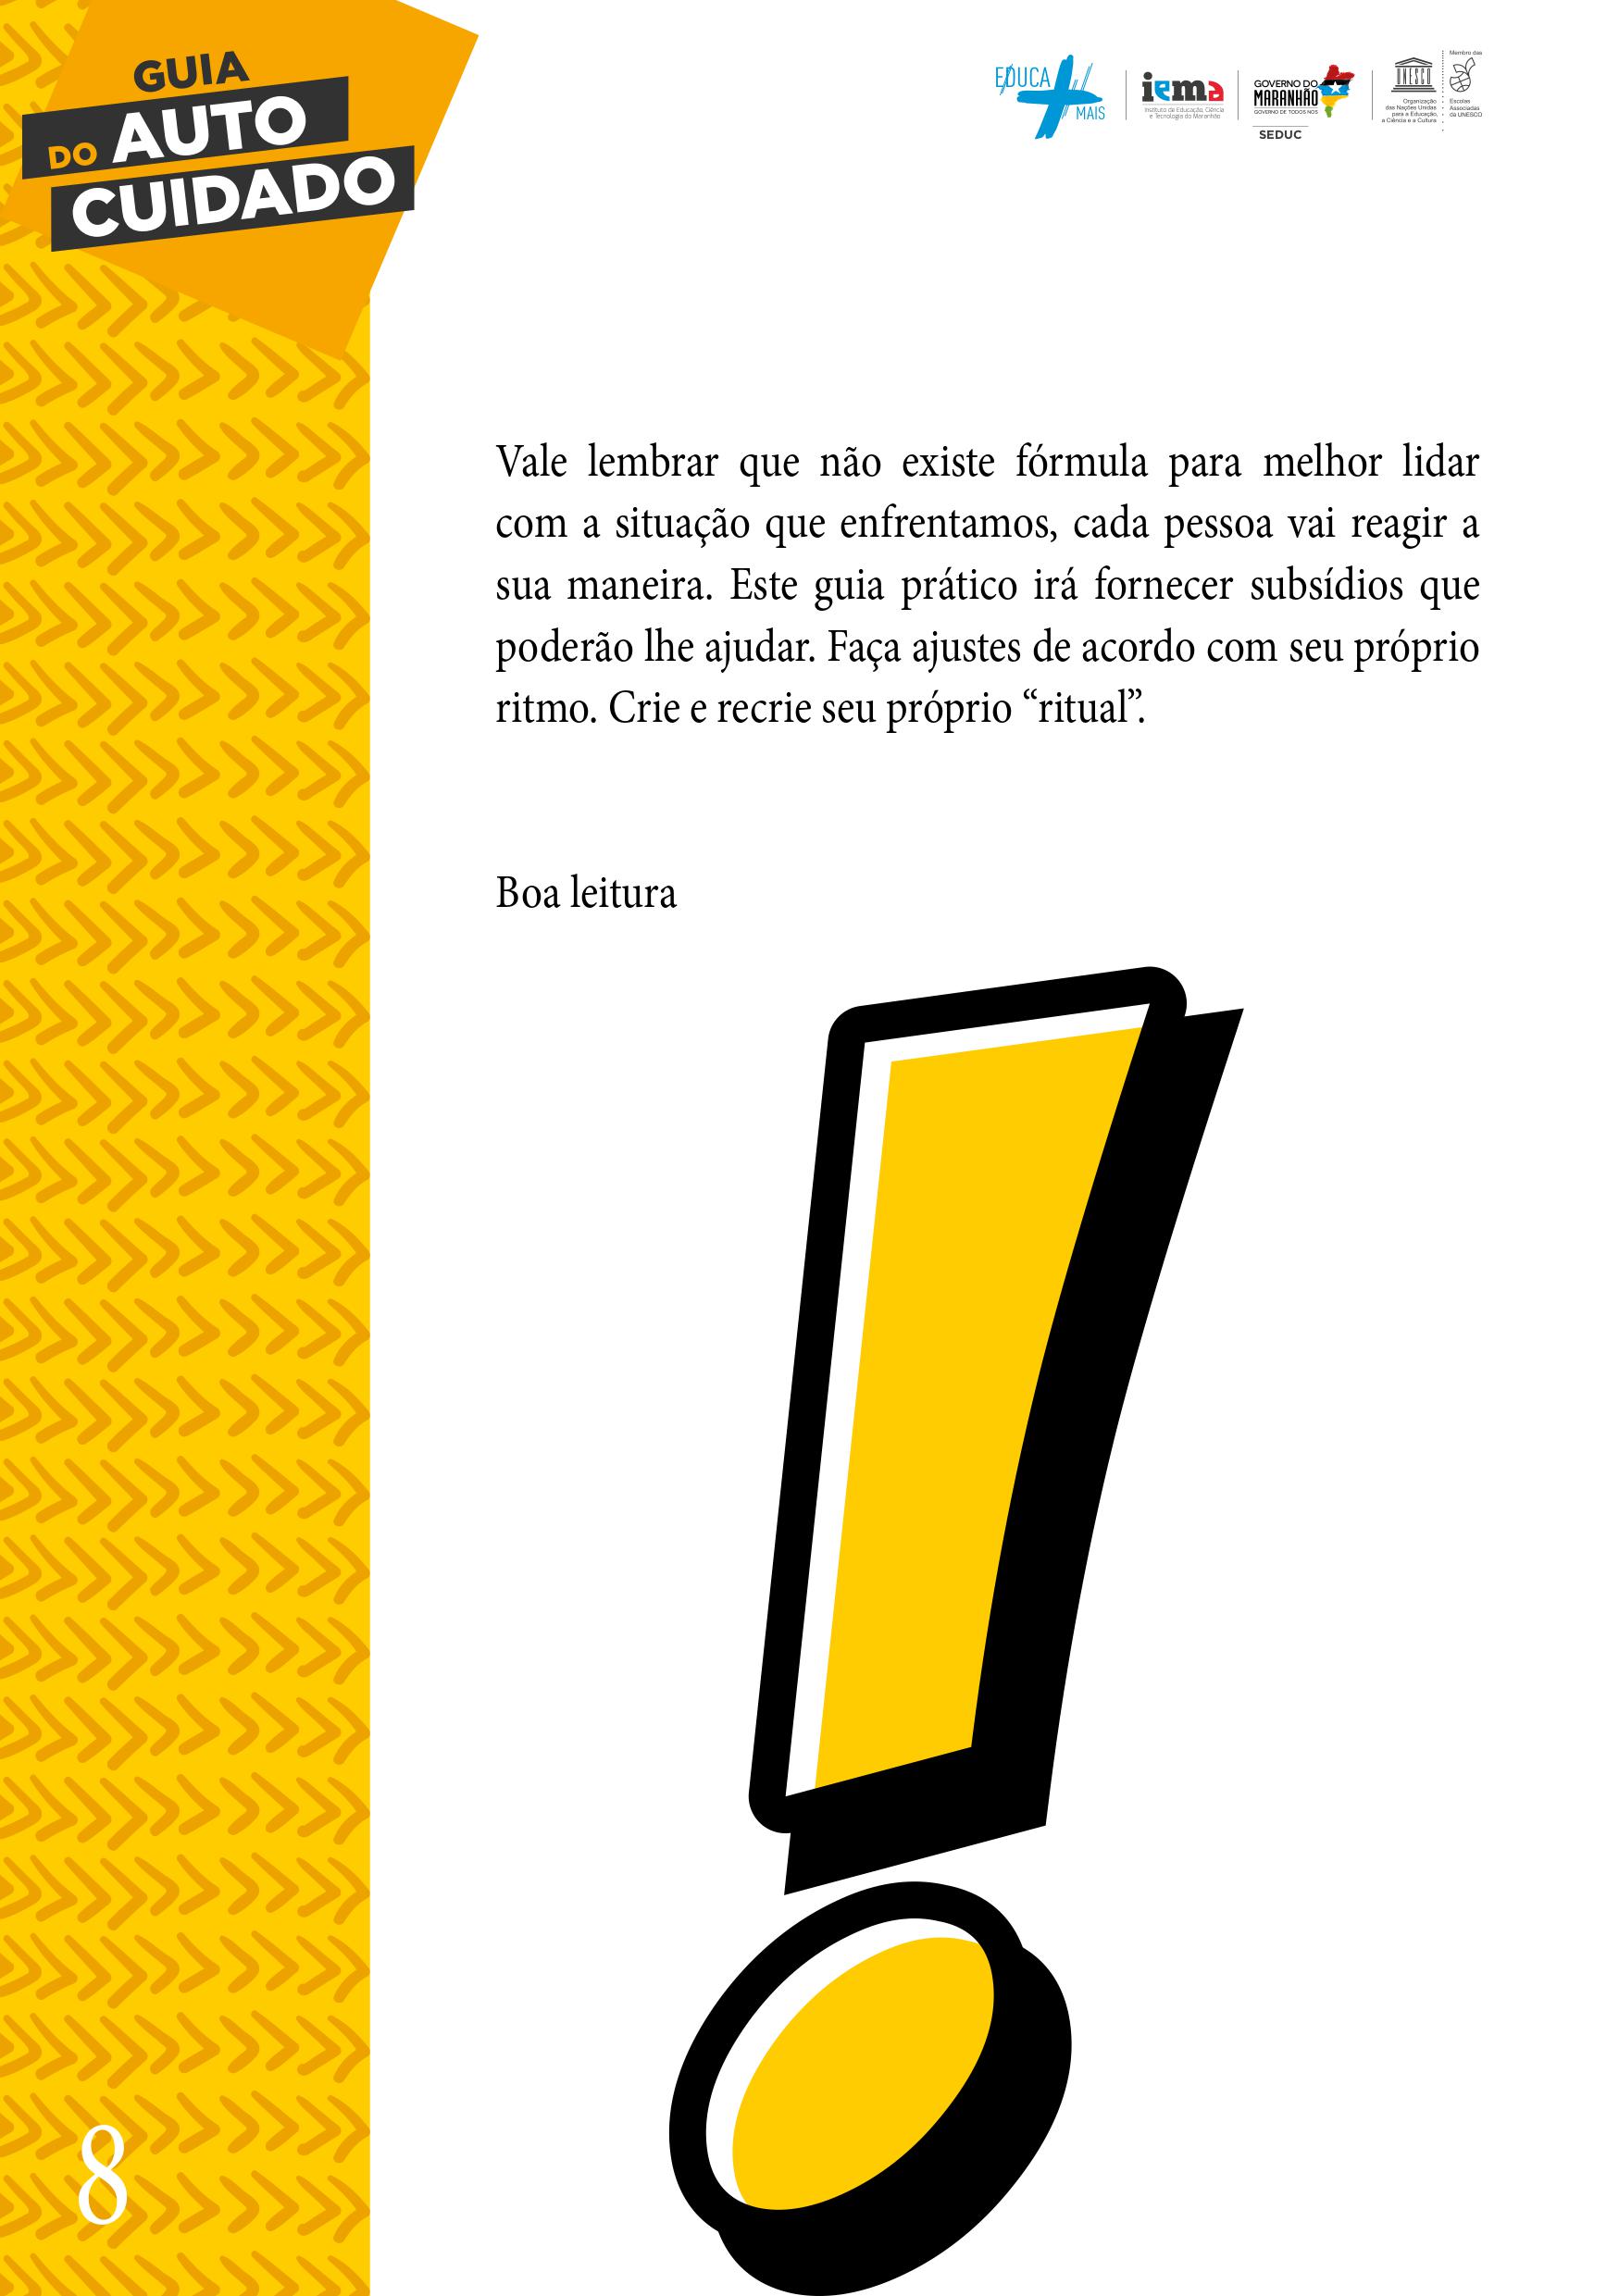 GUIA
DO AUTO
CUIDADO
EDUCA
MAIS
iema
Instituto de Educação, Ciência
e Tecnologia do Maranhão
GOVERNO DO
MARANHÃO
GOVERNO DE TODOS NÓS
SEDUC
UNESCO
Organização
das Nações Unidas
para a Educação,
a Ciência e a Cultura
Membro das
Escolas
Associadas
da UNESCO
Vale lembrar que não existe fórmula para melhor lidar
com a situação que enfrentamos, cada pessoa vai reagir a
sua maneira. Este guia prático irá fornecer subsídios que
poderão lhe ajudar. Faça ajustes de acordo com seu próprio
ritmo. Crie e recrie seu próprio “ritual”.
Boa leitura
!
8